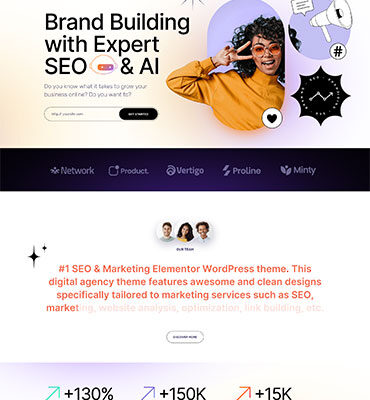 Brand Building
with Expert
SEO & AI
Do you know what it takes to grow your
business online? Do you want to?
GET STARTED
#
Network
Product.
Vertigo
Proline
Minty
OUR TEAM
#1 SEO & Marketing Elementor WordPress theme. This
digital agency theme features awesome and clean designs
specifically tailored to marketing services such as SEO,
marketing, website analysis, optimization, link building, etc.
DISCOVER MORE
+130%
+150K
+15K